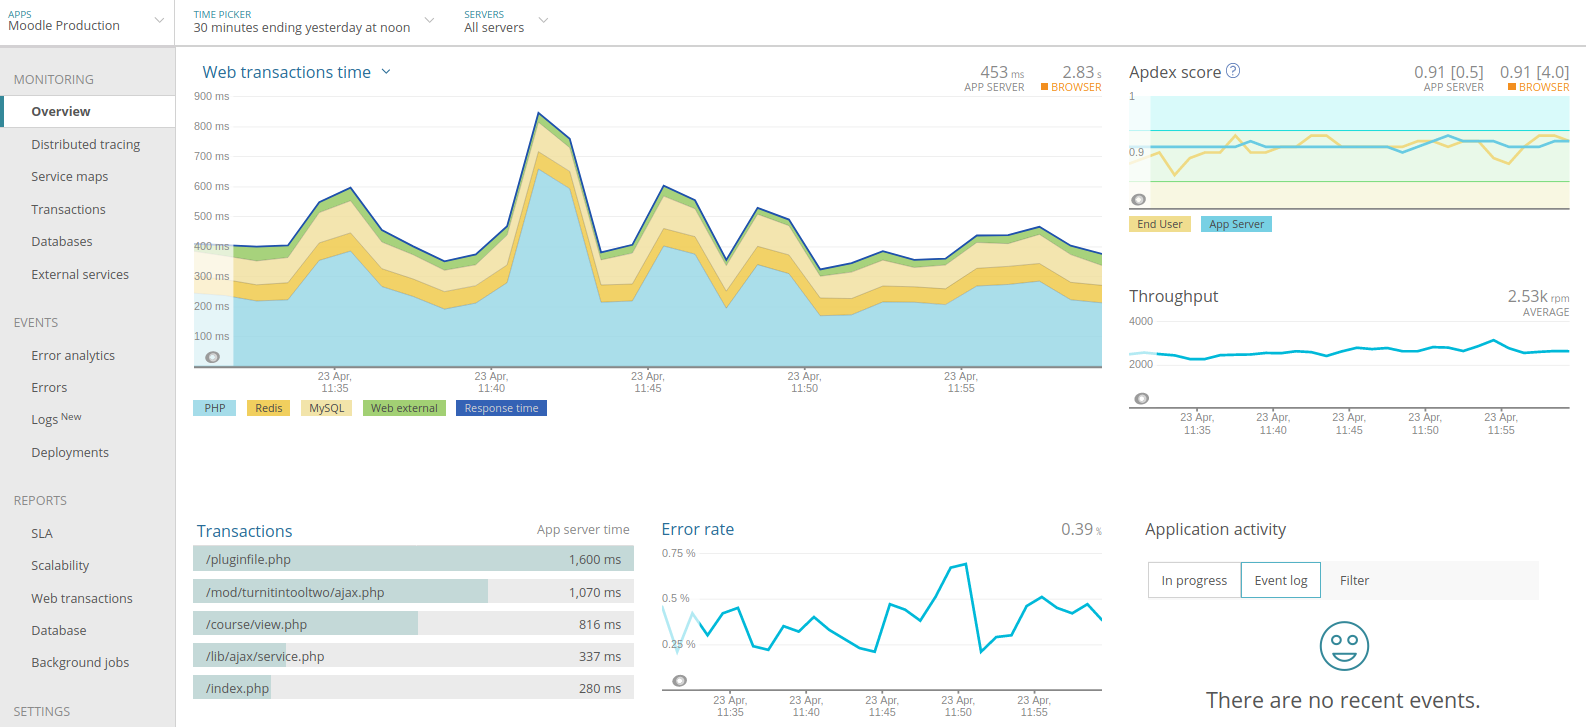 APPS
Moodle Production
TIME PICKER
30 minutes ending yesterday at noon
SERVERS
All servers
MONITORING
Overview
Distributed tracing
Service maps
Transactions
Databases
External services
EVENTS
Error analytics
Errors
Logs New
Deployments
REPORTS
SLA
Scalability
Web transactions
Database
Background jobs
SETTINGS
Web transactions time
453 ms
APP SERVER
2.83 s
BROWSER
900 ms
800 ms
700 ms
600 ms
500 ms
400 ms
300 ms
200 ms
100 ms
23 Apr,
11:35
23 Apr,
11:40
23 Apr,
11:45
23 Apr,
11:50
23 Apr,
11:55
PHP
Redis
MySQL
Web external
Response time
Apdex score ?
0.91 [0.5]
APP SERVER
0.91 [4.0]
BROWSER
1
0.9
End User
App Server
Throughput
2.53k rpm
AVERAGE
4000
2000
23 Apr,
11:35
23 Apr,
11:40
23 Apr,
11:45
23 Apr,
11:50
23 Apr,
11:55
Transactions
App server time
/pluginfile.php 1,600 ms
/mod/turnitintooltwo/ajax.php 1,070 ms
/course/view.php 816 ms
/lib/ajax/service.php 337 ms
/index.php 280 ms
Error rate
0.39 %
0.75 %
0.5 %
0.25 %
23 Apr,
11:35
23 Apr,
11:40
23 Apr,
11:45
23 Apr,
11:50
23 Apr,
11:55
Application activity
In progress
Event log
Filter
There are no recent events.